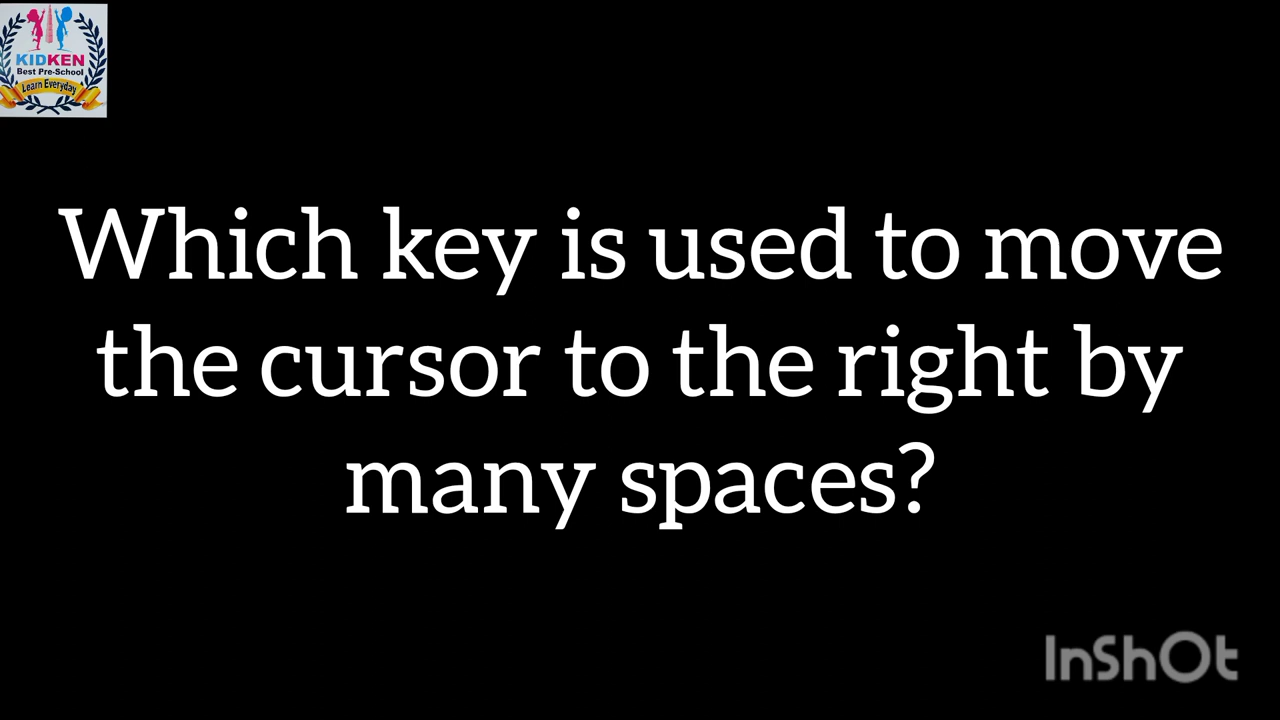 KIDKEN
Best Pre-School
Learn Everyday
Which key is used to move
the cursor to the right by
many spaces?
InShOt